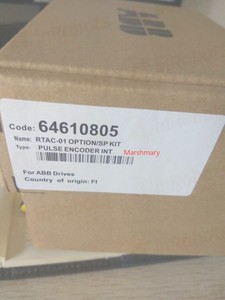 ABB
Code: 64610805
Name: RTAC-01 OPTION/SP KIT
Type: PULSE ENCODER INT
Marshmary
For ABB Drives
Country of origin: FI